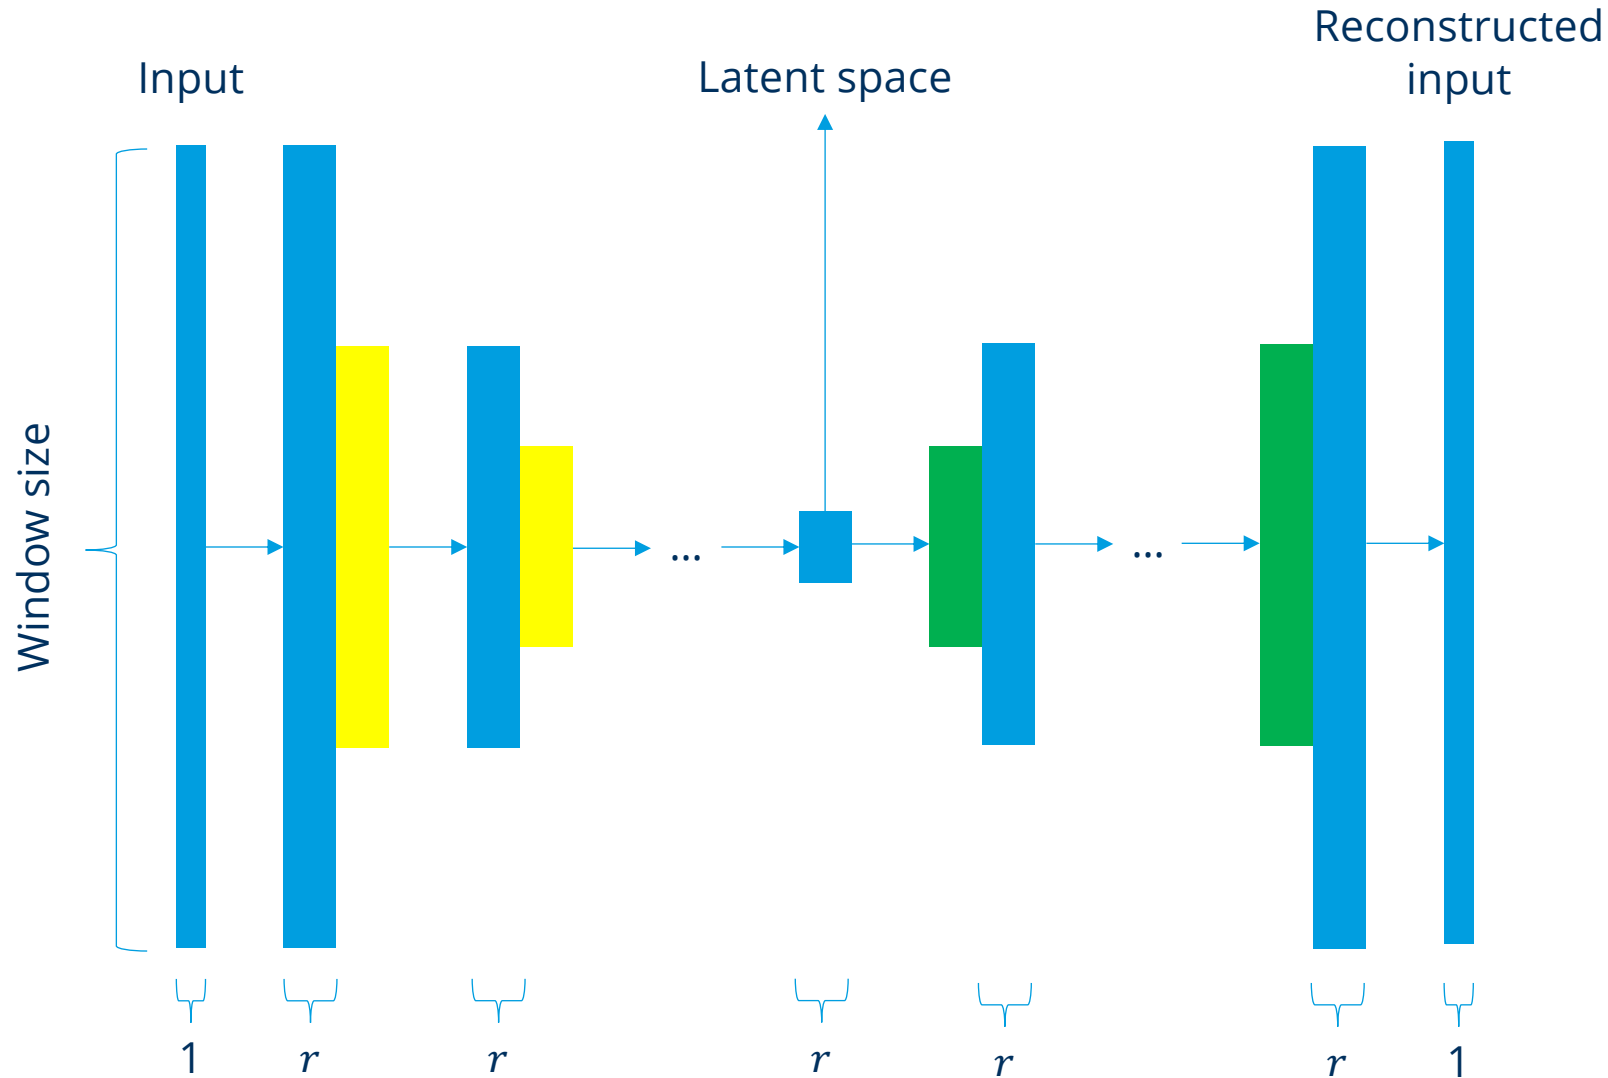 Input
Latent space
Reconstructed
input
Window size
...
...
1
r
r
r
r
r
1